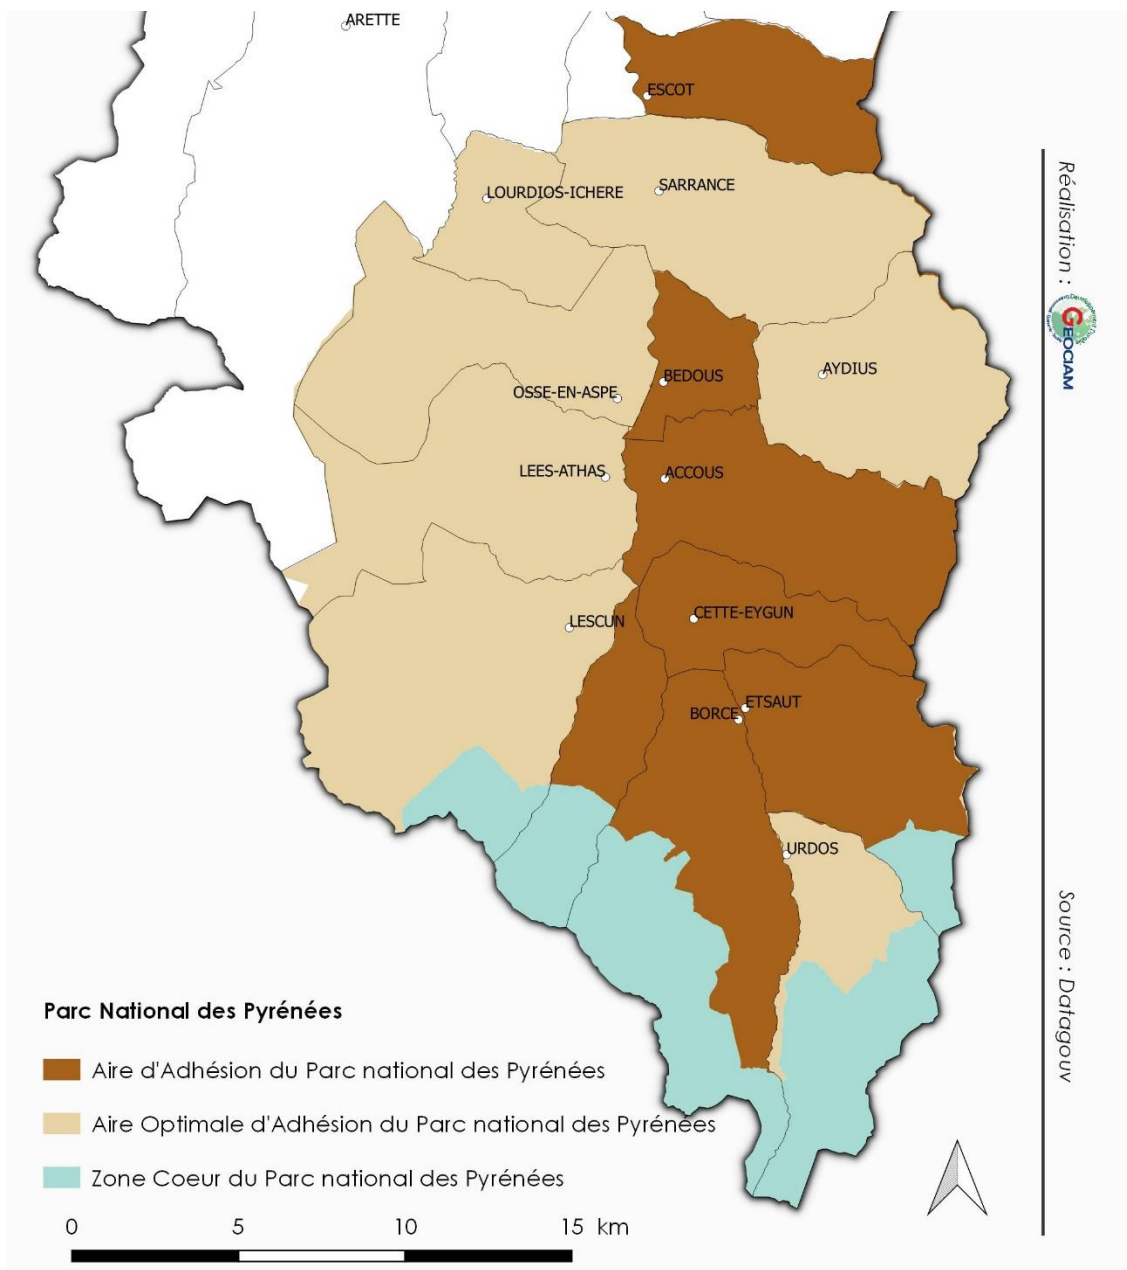 ARETTE
ESCOT
SARRANCE
LOURDIOS-ICHERE
AYDIUS
BEDOUS
OSSE-EN-ASPE
LEES-ATHAS
ACCOUS
CETTE-EYGUN
LESCUN
ETSAUT
BORCE
URDOS
Parc National des Pyrénées
Aire d'Adhésion du Parc national des Pyrénées
Aire Optimale d'Adhésion du Parc national des Pyrénées
Zone Coeur du Parc national des Pyrénées
0 5 10 15 km
Réalisation :
GEOCIAM
Source : Datagouv